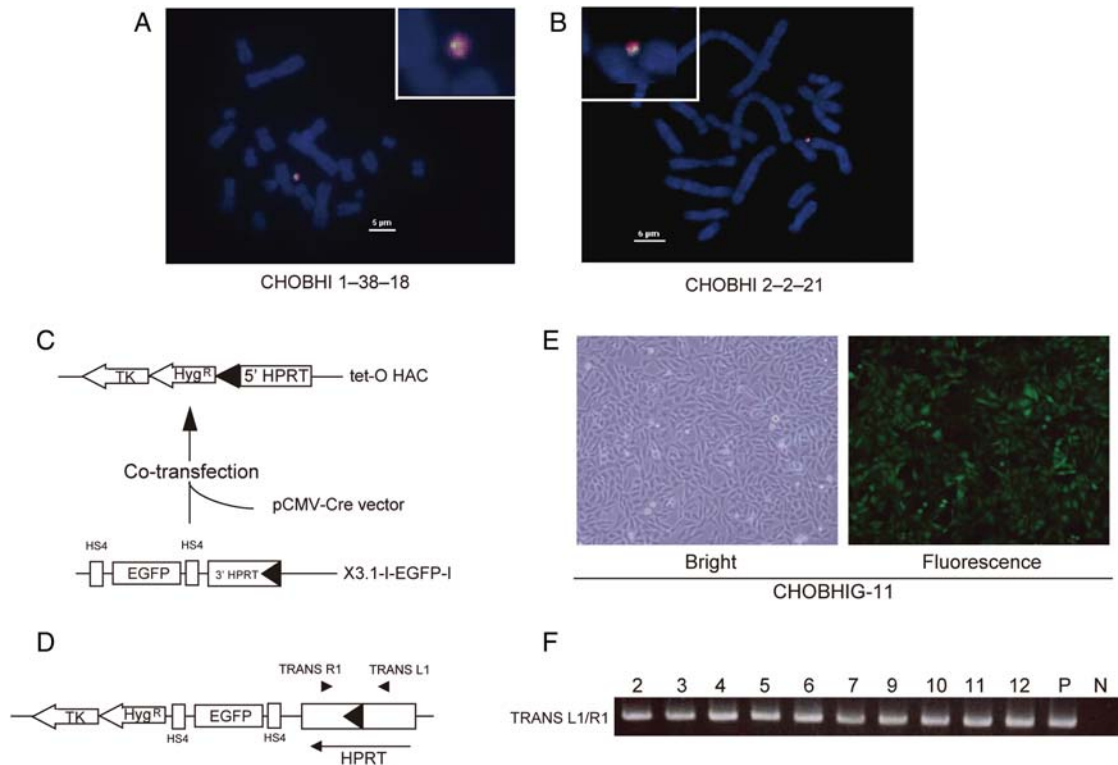 A
B
5 μm
6 μm
CHOBHI 1–38–18
CHOBHI 2–2–21
C
TK
HygR
5' HPRT
tet-O HAC
Co-transfection
pCMV-Cre vector
HS4
HS4
EGFP
3' HPRT
X3.1-I-EGFP-I
D
TRANS R1
TRANS L1
TK
HygR
HS4
EGFP
HS4
HPRT
E
Bright
Fluorescence
CHOBHIG-11
F
2 3 4 5 6 7 9 10 11 12 P N
TRANS L1/R1